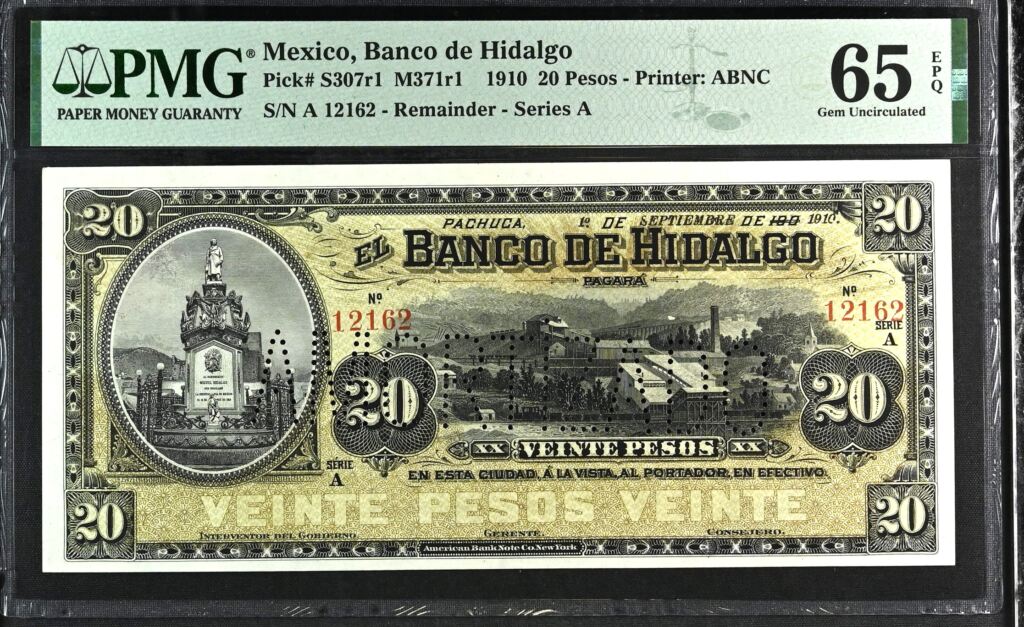 PMG®
PAPER MONEY GUARANTY
Mexico, Banco de Hidalgo
Pick# S307r1 M371r1 1910 20 Pesos - Printer: ABNC
S/N A 12162 - Remainder - Series A
65
EPQ
Gem Uncirculated
20
20
PACHUCA, 1º DE SEPTIEMBRE DE 190 1910.
EL BANCO DE HIDALGO
PAGARÁ
Nº
12162
Nº
12162
SERIE
A
MIGUEL HIDALGO
20
20
XX VEINTE PESOS XX
SERIE
A
EN ESTA CIUDAD, Á LA VISTA, AL PORTADOR, EN EFECTIVO.
VEINTE PESOS VEINTE
20
20
INTERVENTOR DEL GOBIERNO.
GERENTE.
CONSEJERO.
American Bank Note Co. New York